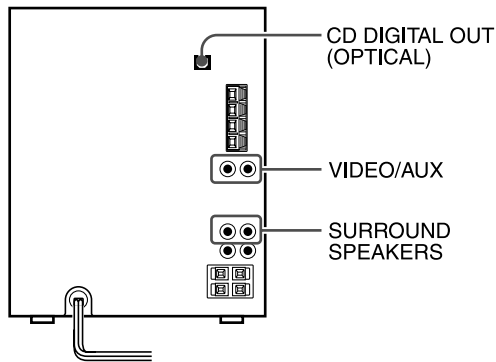 CD DIGITAL OUT
(OPTICAL)
VIDEO/AUX
SURROUND
SPEAKERS